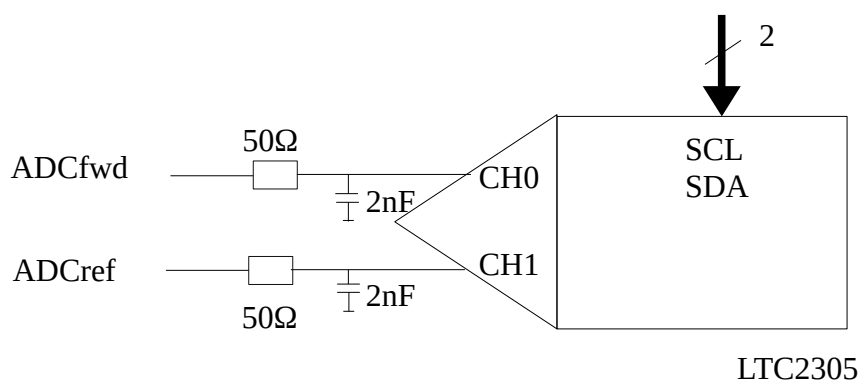 2
50Ω
ADCfwd
SCL
CH0
SDA
2nF
CH1
ADCref
2nF
50Ω
LTC2305